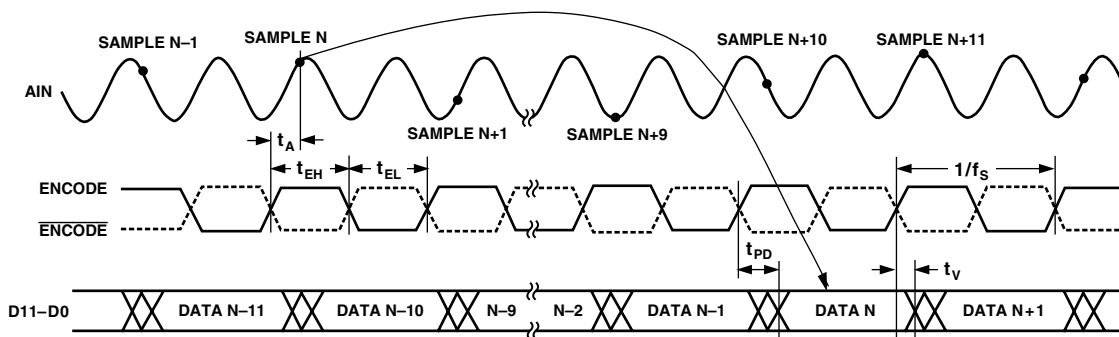 SAMPLE N–1
SAMPLE N
SAMPLE N+10
SAMPLE N+11
AIN
SAMPLE N+1
SAMPLE N+9
tA
tEH
tEL
1/fS
ENCODE
ENCODE
tPD
tV
D11–D0
DATA N–11
DATA N–10
N–9
N–2
DATA N–1
DATA N
DATA N+1